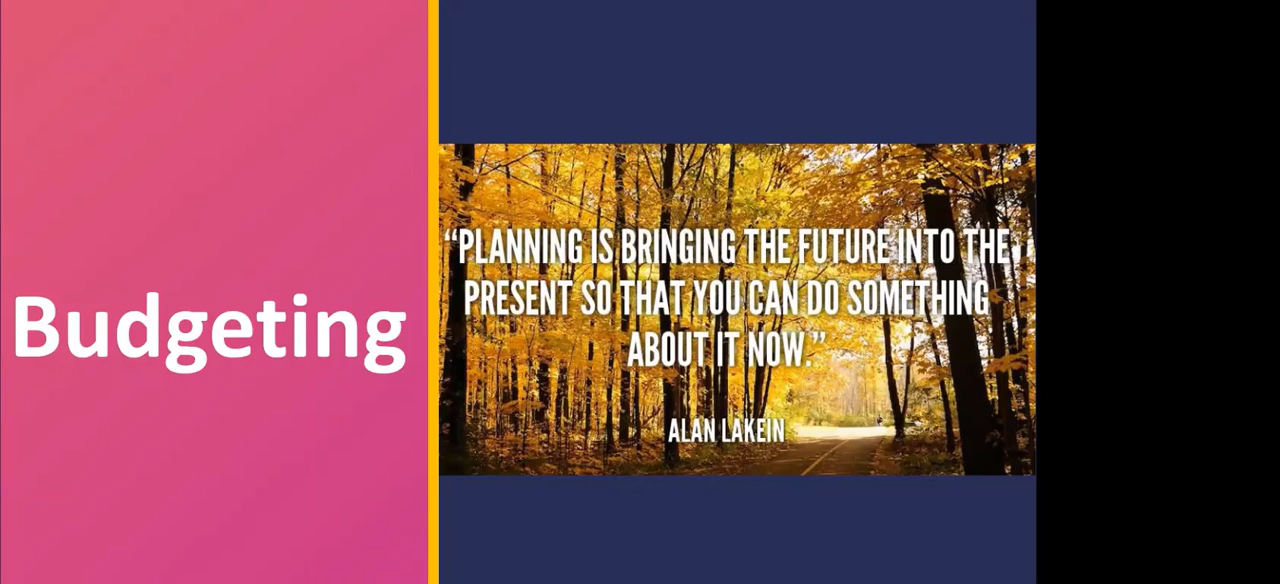 Budgeting
“PLANNING IS BRINGING THE FUTURE INTO THE
PRESENT SO THAT YOU CAN DO SOMETHING
ABOUT IT NOW.”
ALAN LAKEIN